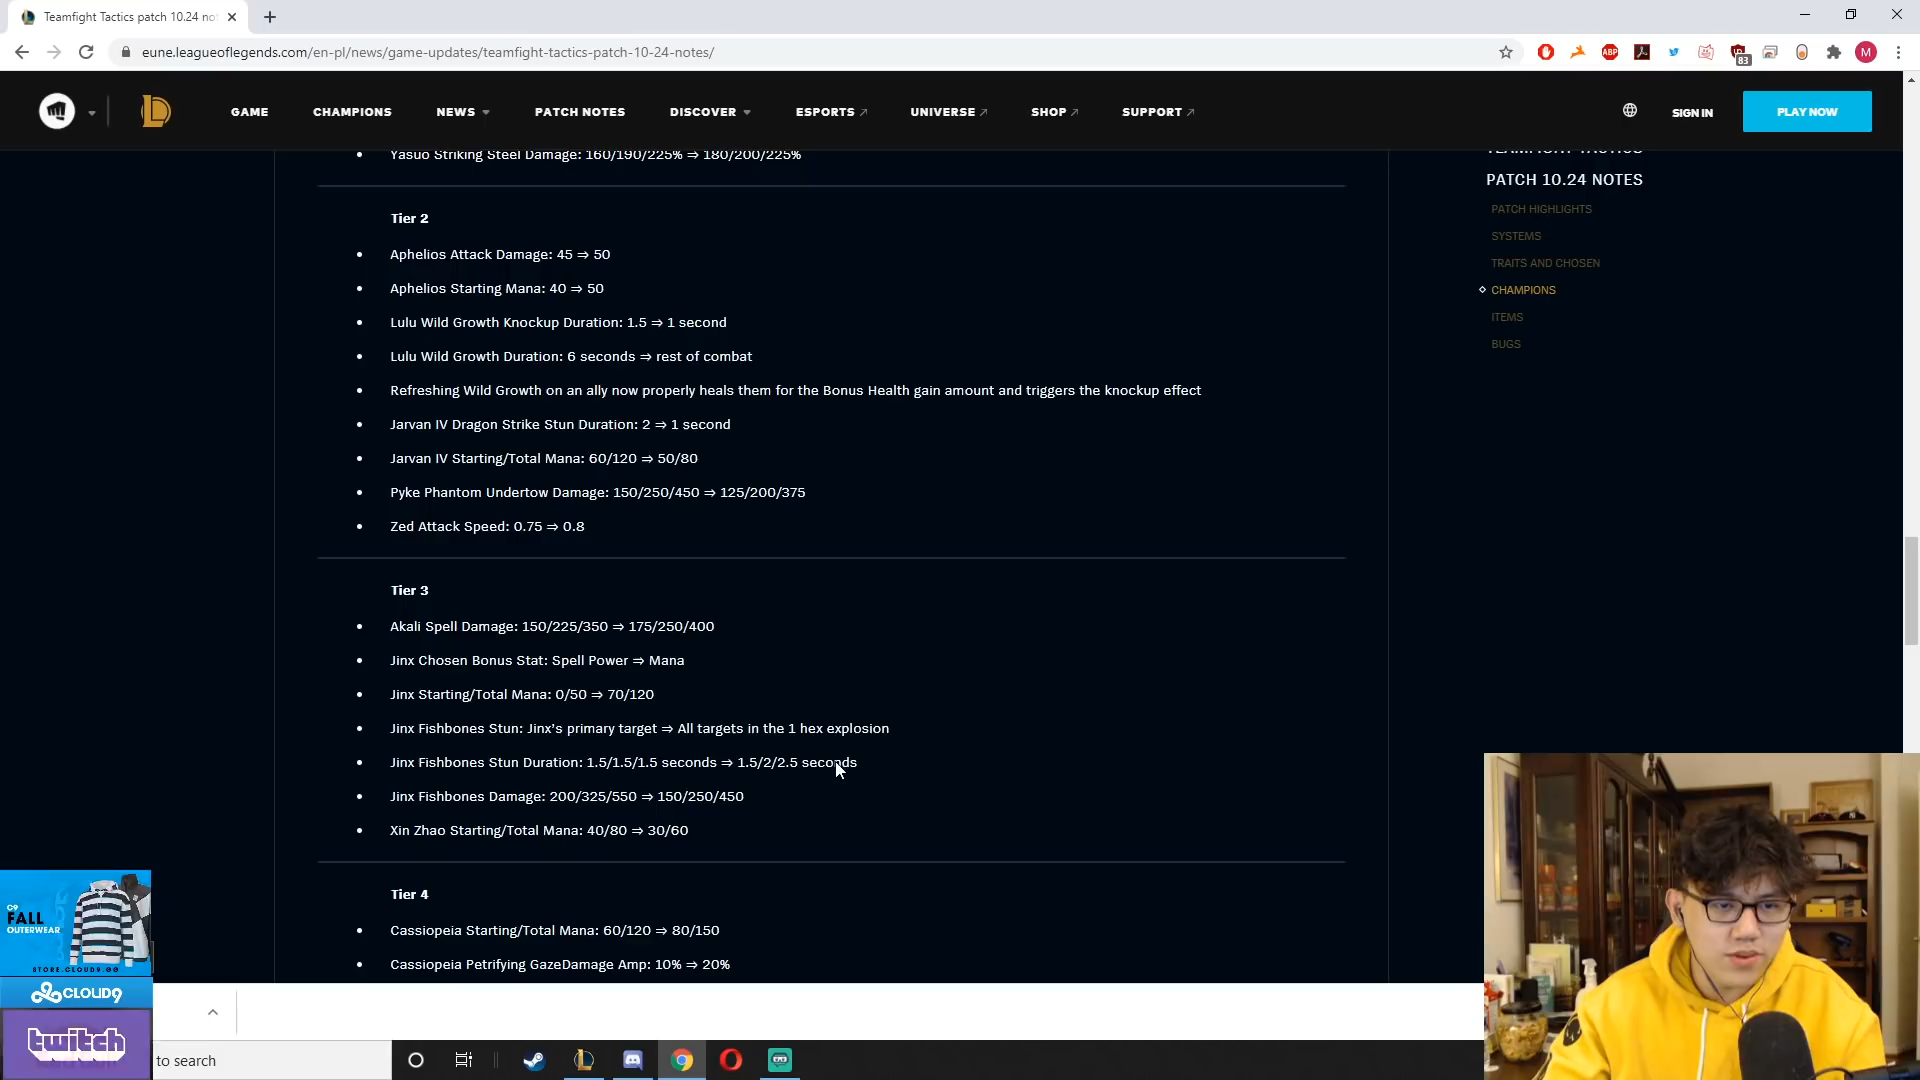 Teamfight Tactics patch 10.24 no
eune.leagueoflegends.com/en-pl/news/game-updates/teamfight-tactics-patch-10-24-notes/
ABP
83
M
GAME
CHAMPIONS
NEWS
PATCH NOTES
DISCOVER
ESPORTS
UNIVERSE
SHOP
SUPPORT
SIGN IN
PLAY NOW
Yasuo Striking Steel Damage: 160/190/225% ⇒ 180/200/225%
Tier 2
• Aphelios Attack Damage: 45 ⇒ 50
• Aphelios Starting Mana: 40 ⇒ 50
• Lulu Wild Growth Knockup Duration: 1.5 ⇒ 1 second
• Lulu Wild Growth Duration: 6 seconds ⇒ rest of combat
• Refreshing Wild Growth on an ally now properly heals them for the Bonus Health gain amount and triggers the knockup effect
• Jarvan IV Dragon Strike Stun Duration: 2 ⇒ 1 second
• Jarvan IV Starting/Total Mana: 60/120 ⇒ 50/80
• Pyke Phantom Undertow Damage: 150/250/450 ⇒ 125/200/375
• Zed Attack Speed: 0.75 ⇒ 0.8
Tier 3
• Akali Spell Damage: 150/225/350 ⇒ 175/250/400
• Jinx Chosen Bonus Stat: Spell Power ⇒ Mana
• Jinx Starting/Total Mana: 0/50 ⇒ 70/120
• Jinx Fishbones Stun: Jinx's primary target ⇒ All targets in the 1 hex explosion
• Jinx Fishbones Stun Duration: 1.5/1.5/1.5 seconds ⇒ 1.5/2/2.5 seconds
• Jinx Fishbones Damage: 200/325/550 ⇒ 150/250/450
• Xin Zhao Starting/Total Mana: 40/80 ⇒ 30/60
Tier 4
• Cassiopeia Starting/Total Mana: 60/120 ⇒ 80/150
• Cassiopeia Petrifying GazeDamage Amp: 10% ⇒ 20%
TEAMFIGHT TACTICS
PATCH 10.24 NOTES
PATCH HIGHLIGHTS
SYSTEMS
TRAITS AND CHOSEN
CHAMPIONS
ITEMS
BUGS
C9
FALL
OUTERWEAR
STORE.CLOUD9.GG
CLOUD9
twitch
to search